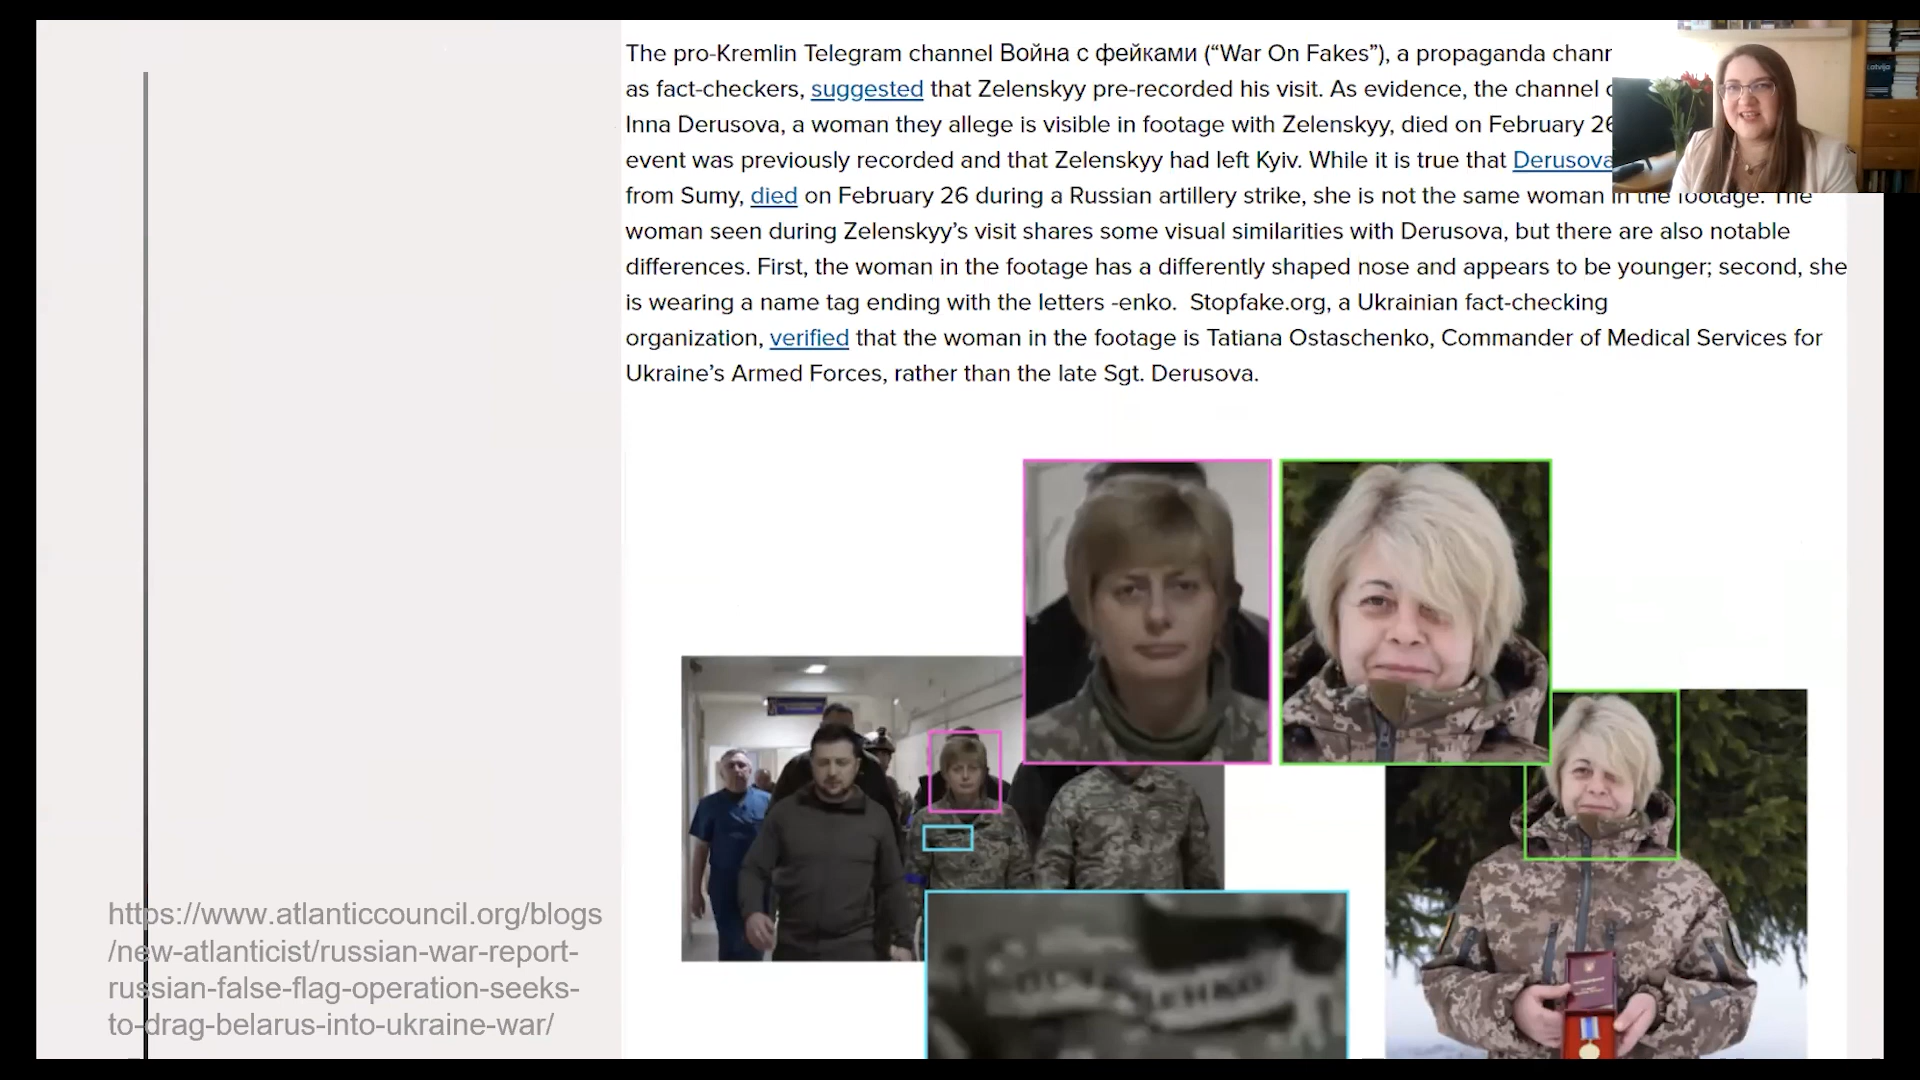 The pro-Kremlin Telegram channel Война с фейками (“War On Fakes”), a propaganda
as fact-checkers, suggested that Zelenskyy pre-recorded his visit. As evidence, the channel
Inna Derusova, a woman they allege is visible in footage with Zelenskyy, died on February 26
event was previously recorded and that Zelenskyy had left Kyiv. While it is true that Derusova
from Sumy, died on February 26 during a Russian artillery strike, she is not the same woman in the footage. The
woman seen during Zelenskyy’s visit shares some visual similarities with Derusova, but there are also notable
differences. First, the woman in the footage has a differently shaped nose and appears to be younger; second, she
is wearing a name tag ending with the letters -enko. Stopfake.org, a Ukrainian fact-checking
organization, verified that the woman in the footage is Tatiana Ostaschenko, Commander of Medical Services for
Ukraine’s Armed Forces, rather than the late Sgt. Derusova.
Latvija
https://www.atlanticcouncil.org/blogs
/new-atlanticist/russian-war-report-
russian-false-flag-operation-seeks-
to-drag-belarus-into-ukraine-war/